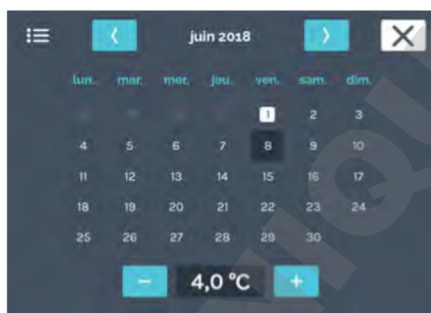 juin 2018
lun. mar. mer. jeu. ven. sam. dim.
1 2 3
4 5 6 7 8 9 10
11 12 13 14 15 16 17
18 19 20 21 22 23 24
25 26 27 28 29 30
− 4,0 °C +